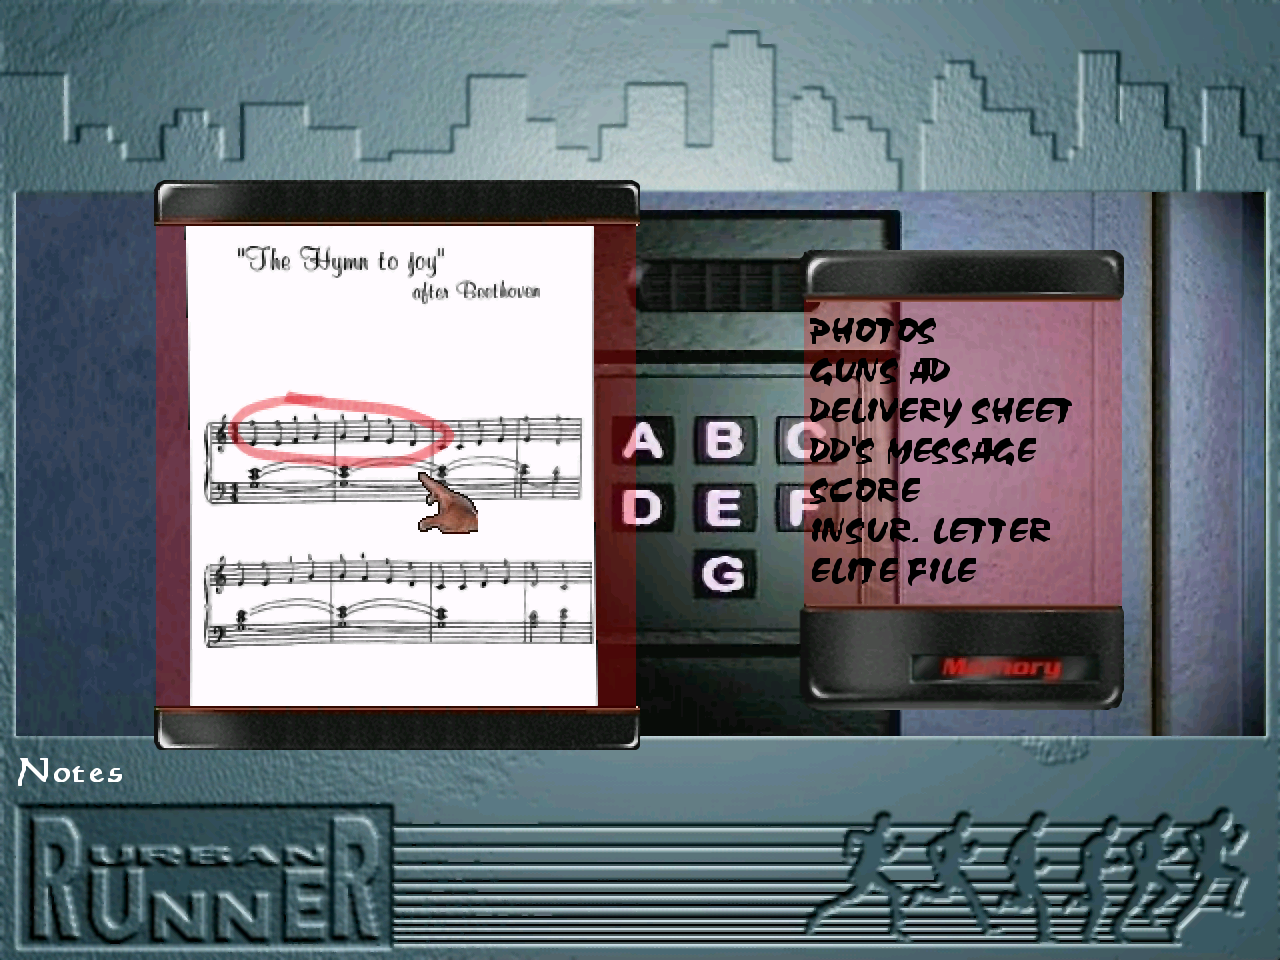 "The Hymn to joy"
after Beethoven
A B C
D E F
G
PHOTOS
GUNS AD
DELIVERY SHEET
DD'S MESSAGE
SCORE
INSUR. LETTER
ELITE FILE
Memory
Notes
URBAN
RUNNER